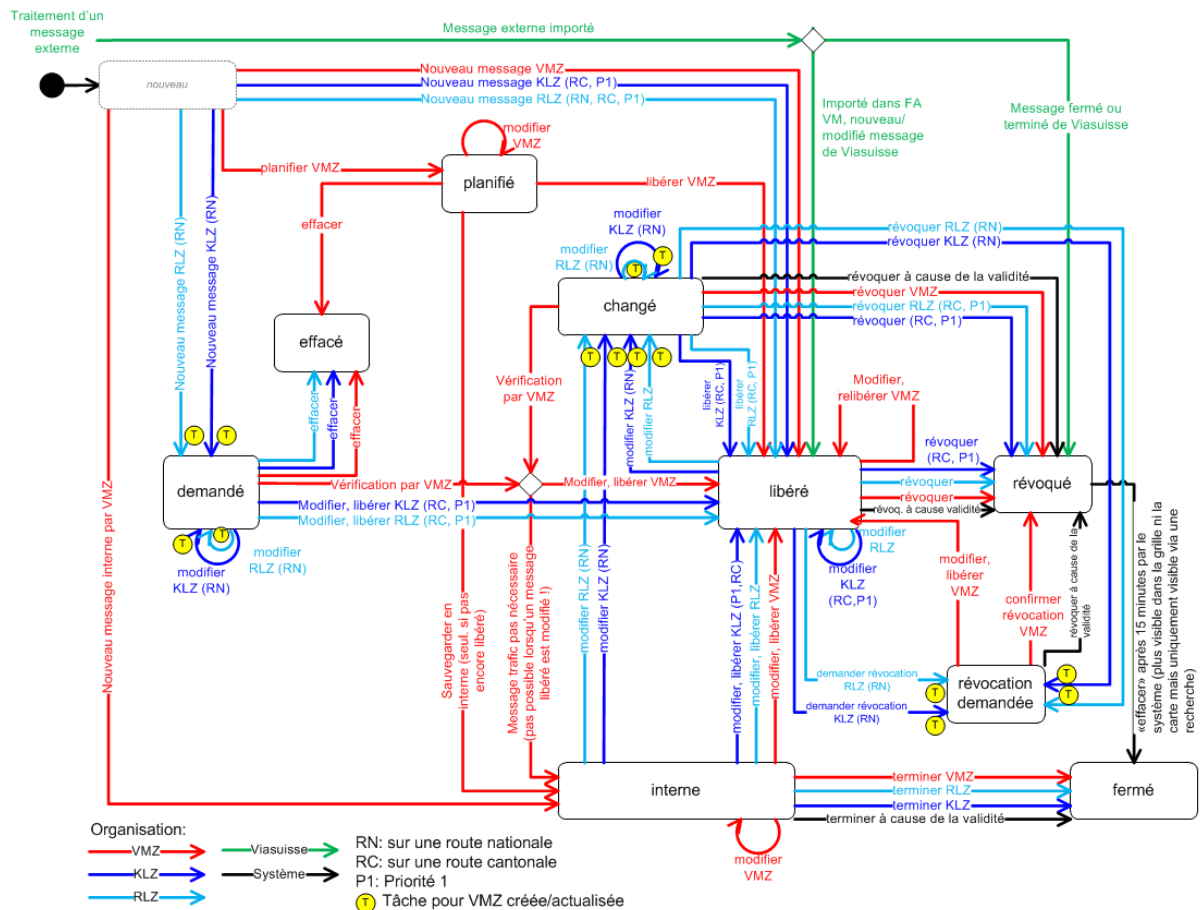 Traitement d'un
message
externe
Message externe importé
nouveau
Nouveau message VMZ
Nouveau message KLZ (RC, P1)
Nouveau message RLZ (RN, RC, P1)
Importé dans FA
VM, nouveau/
modifié message
de Viasuisse
Message fermé ou
terminé de Viasuisse
modifier
VMZ
planifier VMZ
planifié
libérer VMZ
effacer
Nouveau message RLZ (RN)
Nouveau message KLZ (RN)
modifier
KLZ (RN)
modifier
RLZ (RN)
T
T
changé
révoquer RLZ (RN)
révoquer KLZ (RN)
révoquer à cause de la validité
révoquer VMZ
révoquer RLZ (RC, P1)
révoquer (RC, P1)
effacé
T
T
T
T
Vérification
par VMZ
modifier KLZ (RN)
modifier RLZ
libérer
KLZ (RC, P1)
libérer
RLZ (RC, P1)
Modifier,
relibérer VMZ
effacer
effacer
effacer
T
T
demandé
Vérification par VMZ
Modifier, libérer VMZ
Modifier, libérer KLZ (RC, P1)
Modifier, libérer RLZ (RC, P1)
libéré
révoquer
(RC, P1)
révoquer
révoquer
révoq. à cause validité
révoqué
T
T
modifier
RLZ (RN)
modifier
KLZ (RN)
modifier
RLZ
modifier
KLZ
(RC,P1)
Nouveau message interne par VMZ
Sauvegarder en
interne (seul. si pas
encore libéré)
Message trafic pas nécessaire
(pas possible lorsqu'un message
libéré est modifié !)
modifier RLZ (RN)
modifier KLZ (RN)
modifier, libérer KLZ (P1,RC)
modifier, libérer RLZ
modifier, libérer VMZ
modifier,
libérer
VMZ
confirmer
révocation
VMZ
révoquer à cause de la
validité
«effacer» après 15 minutes par le
système (plus visible dans la grille ni la
carte mais uniquement visible via une
recherche)
demander révocation
RLZ (RN)
demander révocation
KLZ (RN)
T
T
révocation
demandée
T
T
interne
terminer VMZ
terminer RLZ
terminer KLZ
terminer à cause de la validité
fermé
modifier
VMZ
Organisation:
VMZ
KLZ
RLZ
Viasuisse
Système
RN: sur une route nationale
RC: sur une route cantonale
P1: Priorité 1
T Tâche pour VMZ créée/actualisée